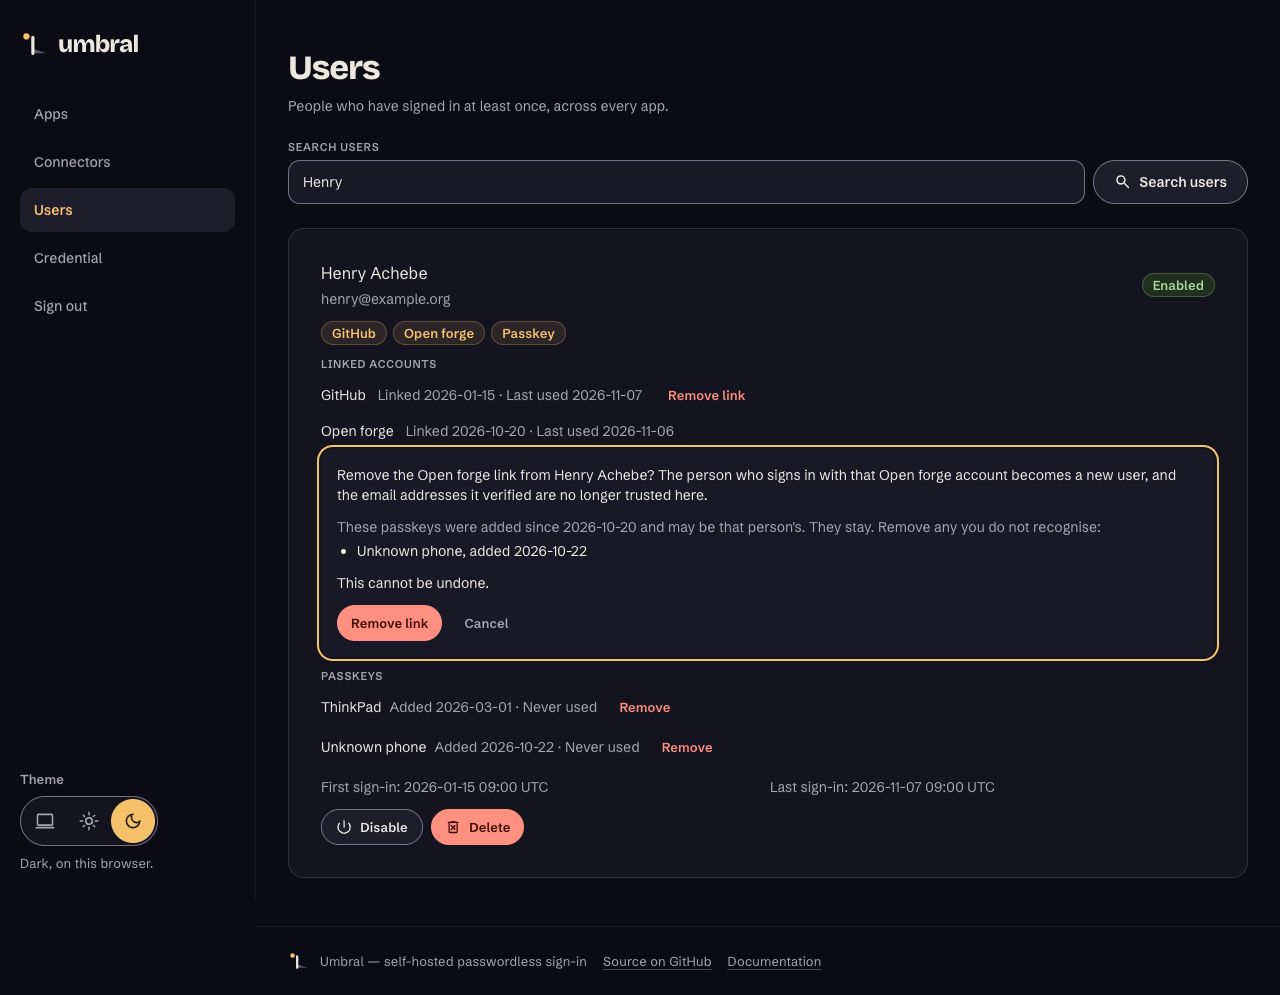 umbral
Apps
Connectors
Users
Credential
Sign out
Theme
Dark, on this browser.
Users
People who have signed in at least once, across every app.
SEARCH USERS
Henry
Search users
Henry Achebe
henry@example.org
Enabled
GitHub Open forge Passkey
LINKED ACCOUNTS
GitHub Linked 2026-01-15 · Last used 2026-11-07 Remove link
Open forge Linked 2026-10-20 · Last used 2026-11-06
Remove the Open forge link from Henry Achebe? The person who signs in with that Open forge account becomes a new user, and
the email addresses it verified are no longer trusted here.
These passkeys were added since 2026-10-20 and may be that person's. They stay. Remove any you do not recognise:
• Unknown phone, added 2026-10-22
This cannot be undone.
Remove link Cancel
PASSKEYS
ThinkPad Added 2026-03-01 · Never used Remove
Unknown phone Added 2026-10-22 · Never used Remove
First sign-in: 2026-01-15 09:00 UTC Last sign-in: 2026-11-07 09:00 UTC
Disable Delete
Umbral — self-hosted passwordless sign-in Source on GitHub Documentation